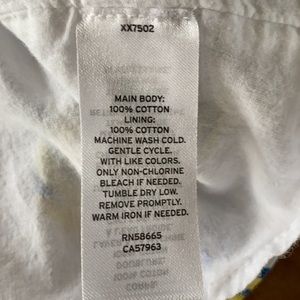 XX7502
MAIN BODY:
100% COTTON
LINING:
100% COTTON
MACHINE WASH COLD.
GENTLE CYCLE.
WITH LIKE COLORS.
ONLY NON-CHLORINE
BLEACH IF NEEDED.
TUMBLE DRY LOW.
REMOVE PROMPTLY.
WARM IRON IF NEEDED.
RN58665
CA57963